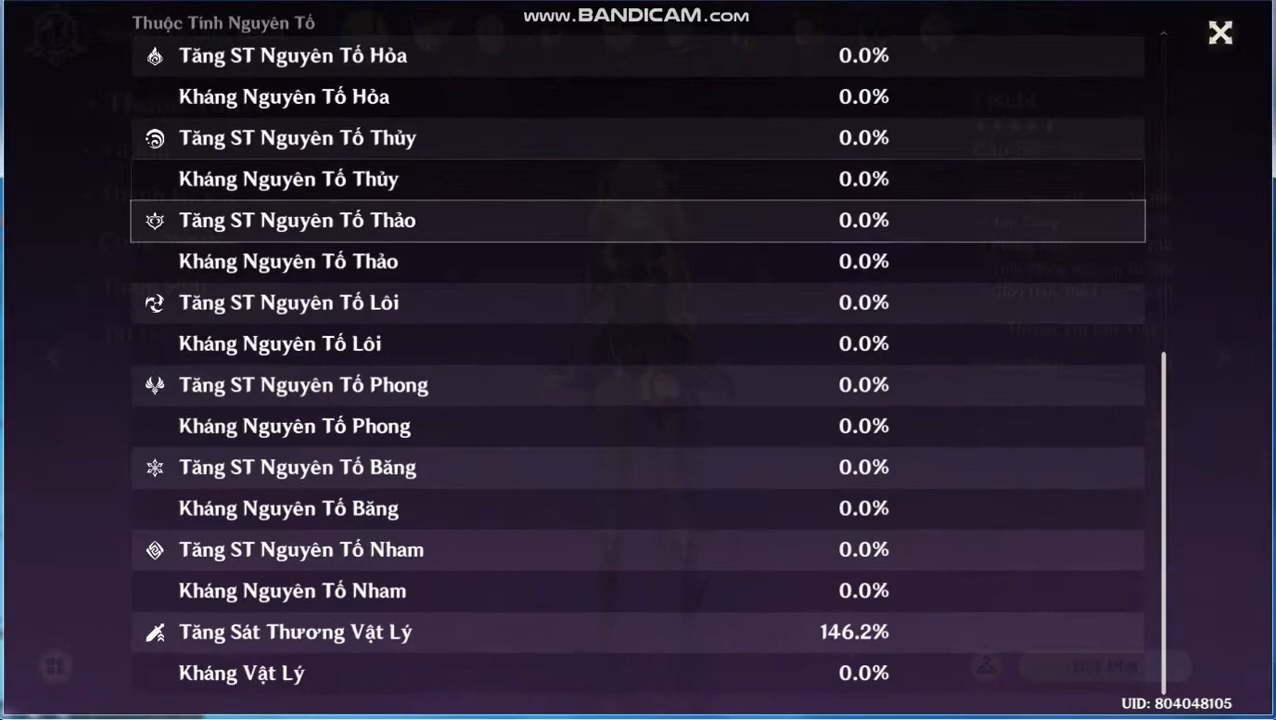 www.BANDICAM.com
Thuộc Tính Nguyên Tố
Tăng ST Nguyên Tố Hỏa 0.0%
Kháng Nguyên Tố Hỏa 0.0%
Tăng ST Nguyên Tố Thủy 0.0%
Kháng Nguyên Tố Thủy 0.0%
Tăng ST Nguyên Tố Thảo 0.0%
Kháng Nguyên Tố Thảo 0.0%
Tăng ST Nguyên Tố Lôi 0.0%
Kháng Nguyên Tố Lôi 0.0%
Tăng ST Nguyên Tố Phong 0.0%
Kháng Nguyên Tố Phong 0.0%
Tăng ST Nguyên Tố Băng 0.0%
Kháng Nguyên Tố Băng 0.0%
Tăng ST Nguyên Tố Nham 0.0%
Kháng Nguyên Tố Nham 0.0%
Tăng Sát Thương Vật Lý 146.2%
Kháng Vật Lý 0.0%
UID: 804048105